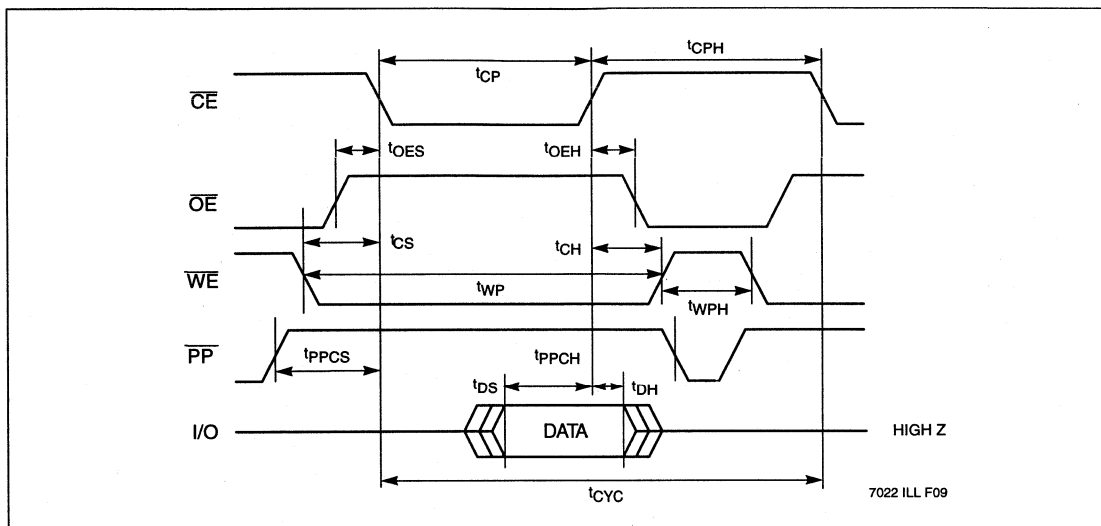 tCP
tCPH
CE
tOES
tOEH
OE
tCS
tCH
WE
tWP
tWPH
PP
tPPCS
tPPCH
tDS
tDH
I/O
DATA
HIGH Z
tCYC
7022 ILL F09